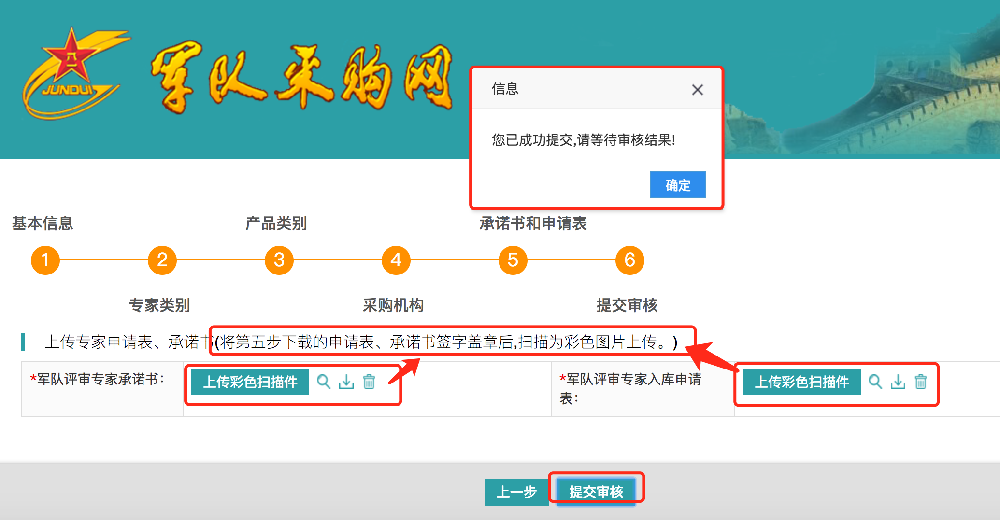 军队采购网
JUNDUI
信息
您已成功提交,请等待审核结果!
确定
基本信息
产品类别
承诺书和申请表
1
2
3
4
5
6
专家类别
采购机构
提交审核
上传专家申请表、承诺书(将第五步下载的申请表、承诺书签字盖章后,扫描为彩色图片上传。)
*军队评审专家承诺书:
上传彩色扫描件
*军队评审专家入库申请
表:
上传彩色扫描件
上一步
提交审核